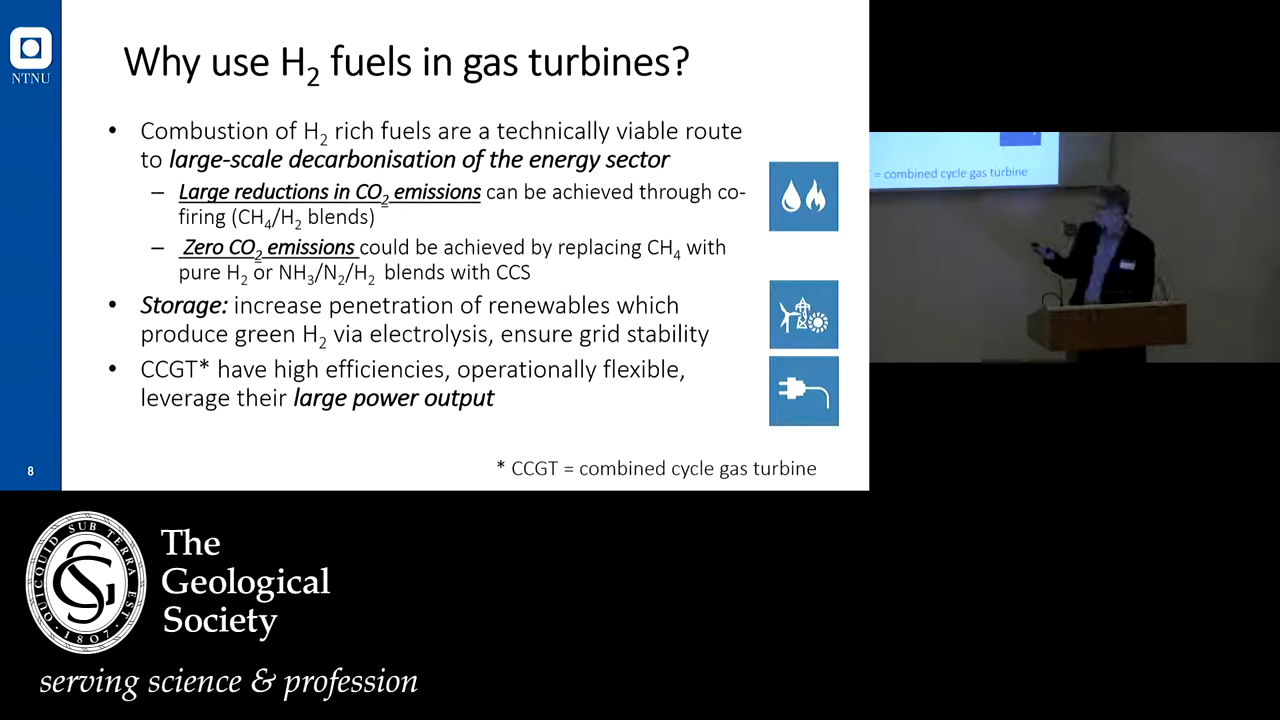 NTNU
Why use H2 fuels in gas turbines?
• Combustion of H2 rich fuels are a technically viable route
to large-scale decarbonisation of the energy sector
– Large reductions in CO2 emissions can be achieved through co-
firing (CH4/H2 blends)
– Zero CO2 emissions could be achieved by replacing CH4 with
pure H2 or NH3/N2/H2 blends with CCS
• Storage: increase penetration of renewables which
produce green H2 via electrolysis, ensure grid stability
• CCGT* have high efficiencies, operationally flexible,
leverage their large power output
* CCGT = combined cycle gas turbine
8
= combined cycle gas turbine
QUICQUID SUB TERRA EST
· 1807 ·
The
Geological
Society
serving science & profession